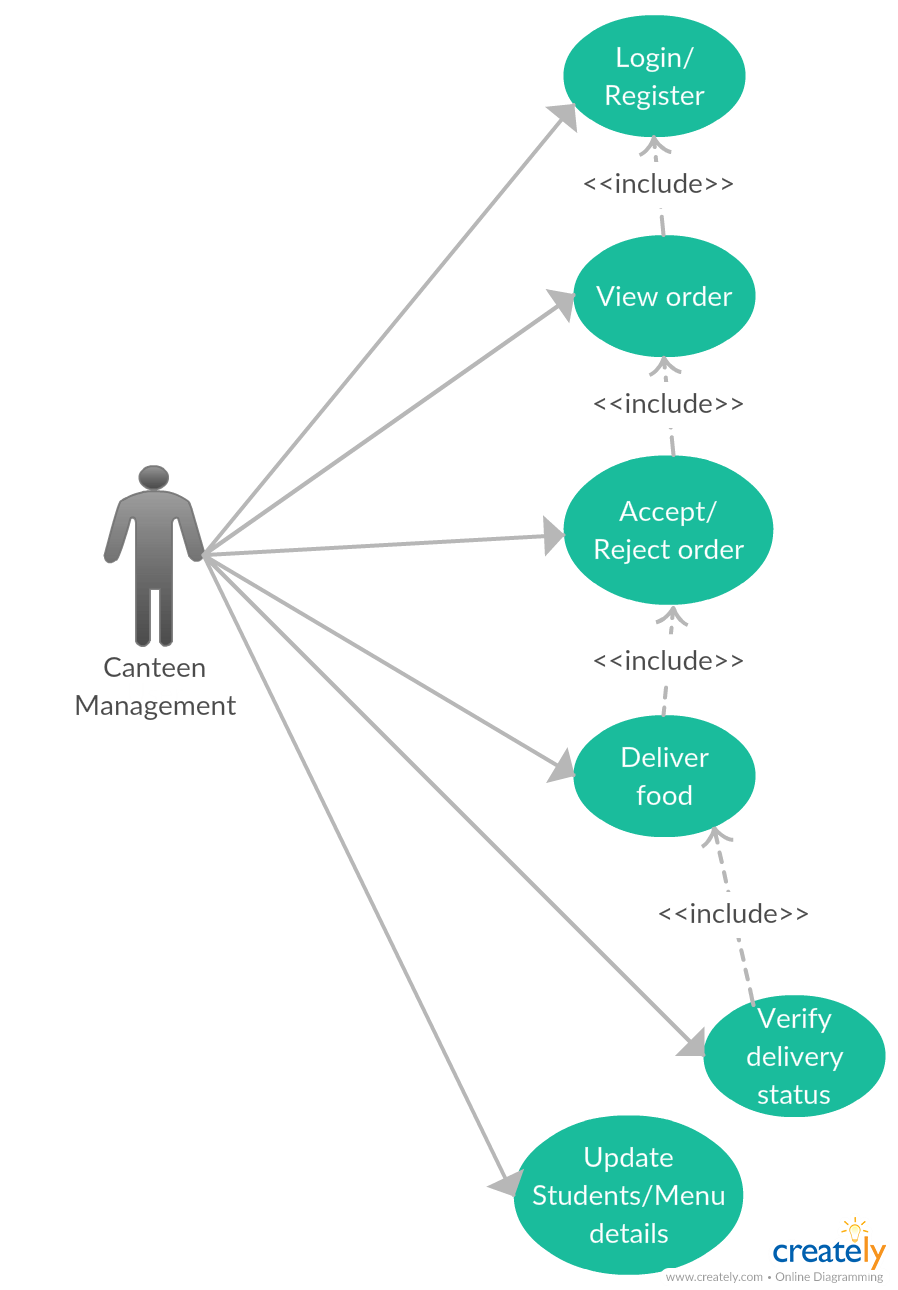 Login/
Register
<<include>>
View order
<<include>>
Accept/
Reject order
Canteen
Management
<<include>>
Deliver
food
<<include>>
Verify
delivery
status
Update
Students/Menu
details
creately
www.creately.com • Online Diagramming